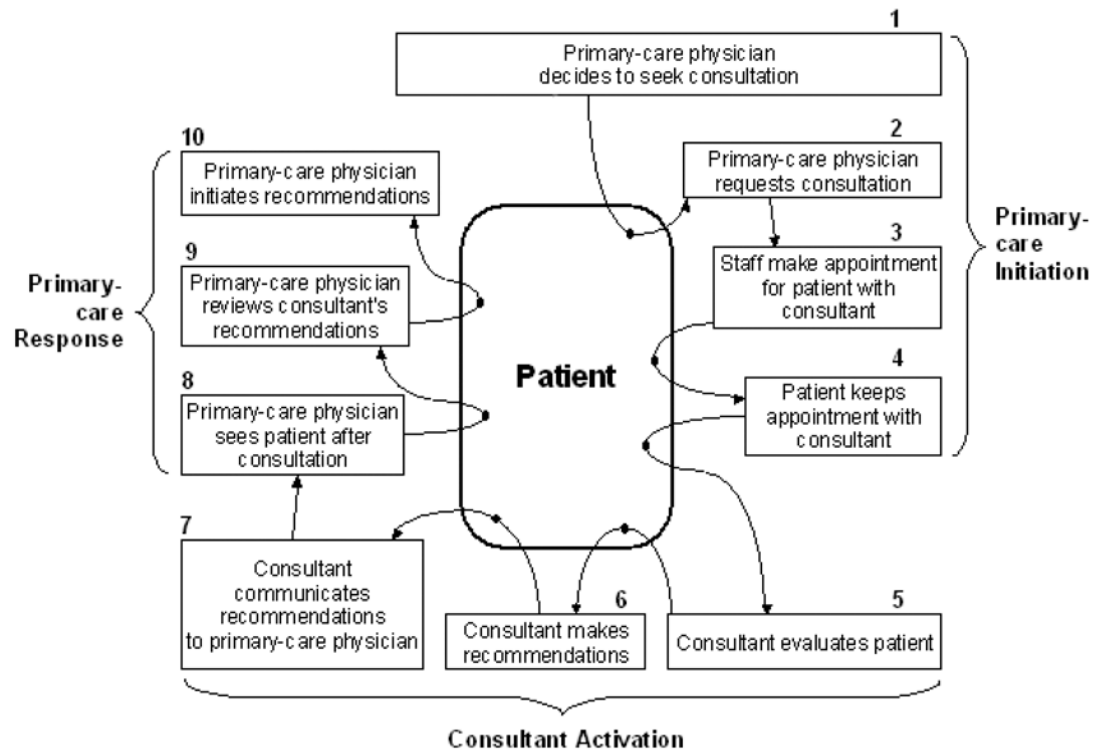 1
Primary-care physician
decides to seek consultation
2
Primary-care physician
requests consultation
3
Staff make appointment
for patient with
consultant
4
Patient keeps
appointment with
consultant
Primary-
care
Initiation
5
Consultant evaluates patient
6
Consultant makes
recommendations
7
Consultant
communicates
recommendations
to primary-care physician
Consultant Activation
8
Primary-care physician
sees patient after
consultation
9
Primary-care physician
reviews consultant's
recommendations
10
Primary-care physician
initiates recommendations
Primary-
care
Response
Patient